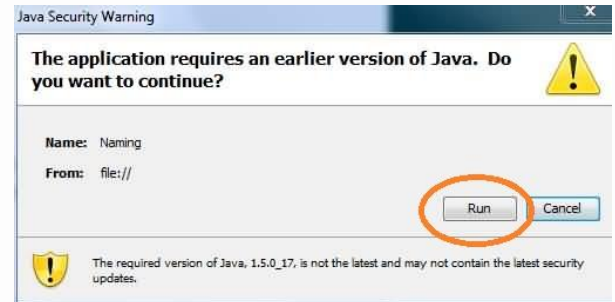 Java Security Warning
X
The application requires an earlier version of Java. Do
you want to continue?
Name: Naming
From: file://
Run Cancel
The required version of Java, 1.5.0_17, is not the latest and may not contain the latest security
updates.